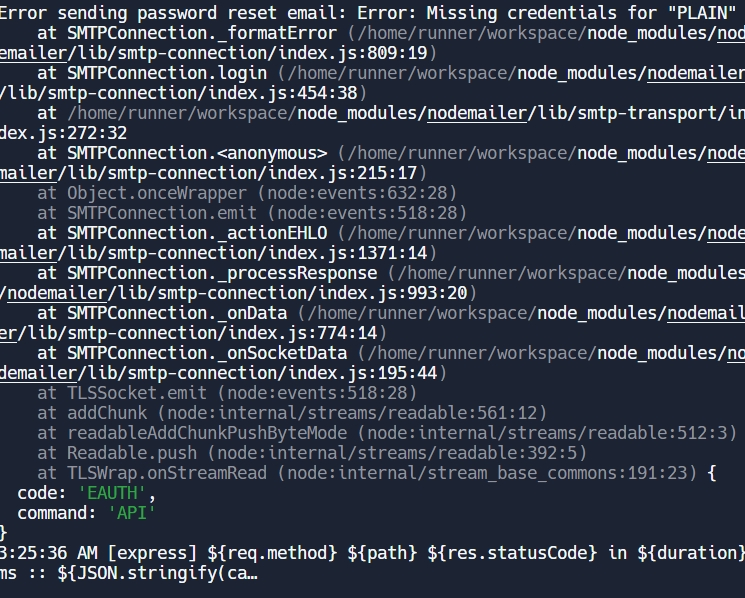 Error sending password reset email: Error: Missing credentials for "PLAIN"
at SMTPConnection._formatError (/home/runner/workspace/node_modules/nod
emailer/lib/smtp-connection/index.js:809:19)
at SMTPConnection.login (/home/runner/workspace/node_modules/nodemailer
/lib/smtp-connection/index.js:454:38)
at /home/runner/workspace/node_modules/nodemailer/lib/smtp-transport/in
dex.js:272:32
at SMTPConnection.<anonymous> (/home/runner/workspace/node_modules/node
mailer/lib/smtp-connection/index.js:215:17)
at Object.onceWrapper (node:events:632:28)
at SMTPConnection.emit (node:events:518:28)
at SMTPConnection._actionEHLO (/home/runner/workspace/node_modules/node
mailer/lib/smtp-connection/index.js:1371:14)
at SMTPConnection._processResponse (/home/runner/workspace/node_modules
/nodemailer/lib/smtp-connection/index.js:993:20)
at SMTPConnection._onData (/home/runner/workspace/node_modules/nodemail
er/lib/smtp-connection/index.js:774:14)
at SMTPConnection._onSocketData (/home/runner/workspace/node_modules/no
demailer/lib/smtp-connection/index.js:195:44)
at TLSSocket.emit (node:events:518:28)
at addChunk (node:internal/streams/readable:561:12)
at readableAddChunkPushByteMode (node:internal/streams/readable:512:3)
at Readable.push (node:internal/streams/readable:392:5)
at TLSWrap.onStreamRead (node:internal/stream_base_commons:191:23) {
code: 'EAUTH',
command: 'API'
}
3:25:36 AM [express] ${req.method} ${path} ${res.statusCode} in ${duration}
ms :: ${JSON.stringify(ca…